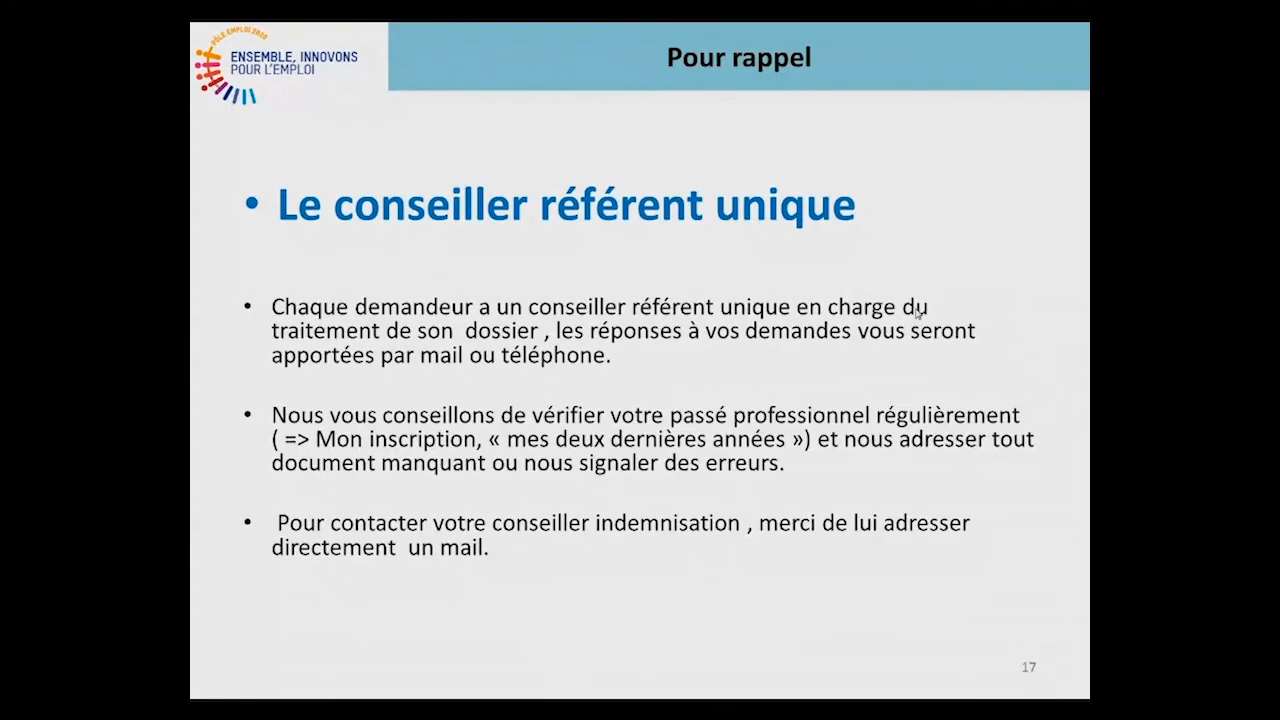 PÔLE EMPLOI 2020
ENSEMBLE, INNOVONS
POUR L'EMPLOI
Pour rappel
• Le conseiller référent unique
• Chaque demandeur a un conseiller référent unique en charge du
traitement de son dossier , les réponses à vos demandes vous seront
apportées par mail ou téléphone.
• Nous vous conseillons de vérifier votre passé professionnel régulièrement
( => Mon inscription, « mes deux dernières années ») et nous adresser tout
document manquant ou nous signaler des erreurs.
• Pour contacter votre conseiller indemnisation , merci de lui adresser
directement un mail.
17